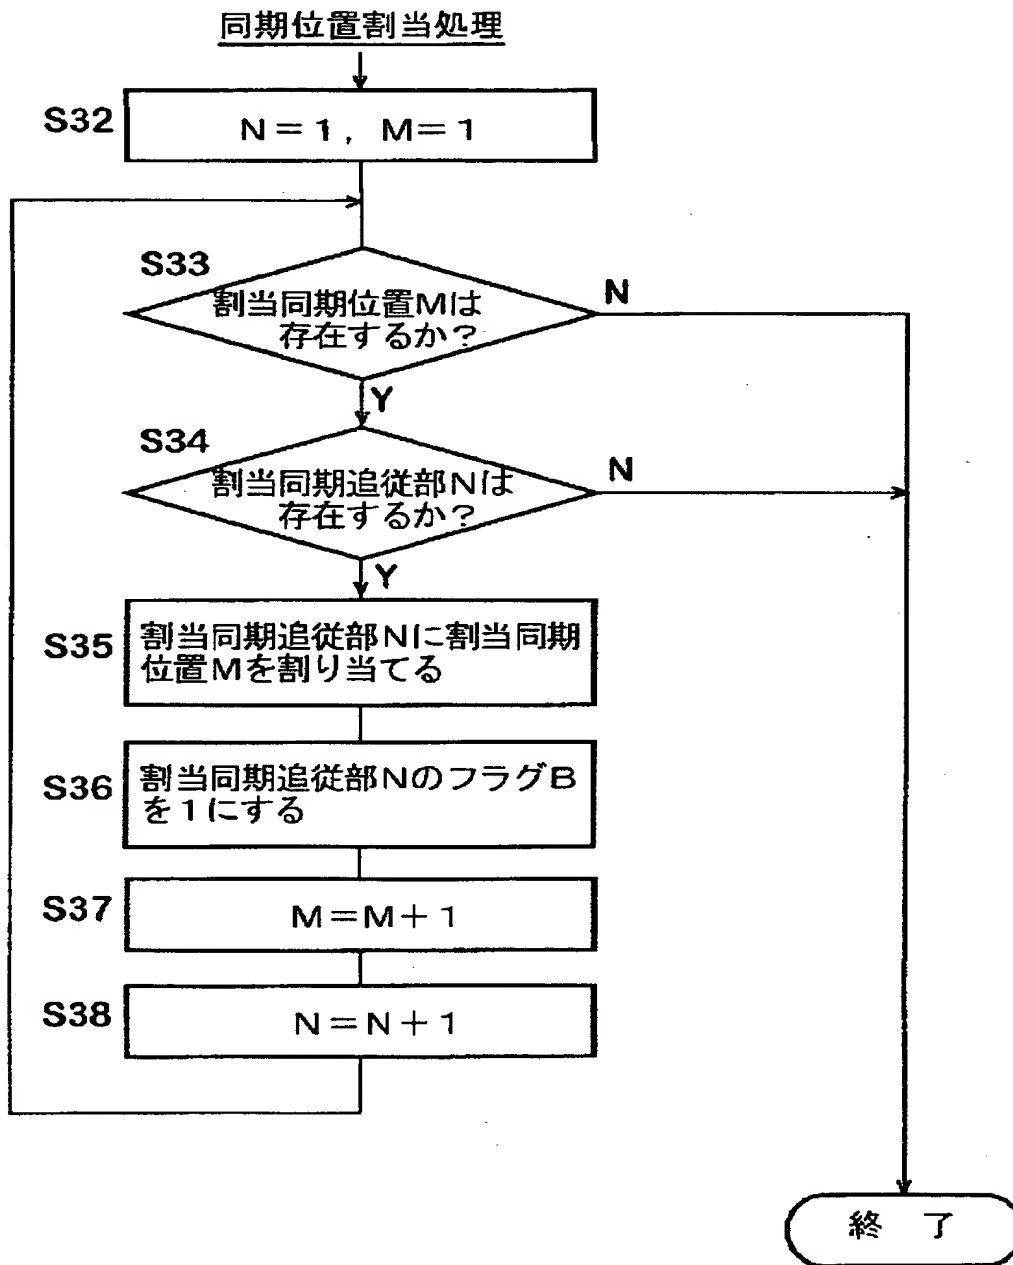 同期位置割当処理
S32
N=1, M=1
S33
割当同期位置Mは
存在するか?
N
Y
S34
割当同期追従部Nは
存在するか?
N
Y
S35
割当同期追従部Nに割当同期
位置Mを割り当てる
S36
割当同期追従部NのフラグB
を1にする
S37
M=M+1
S38
N=N+1
終 了